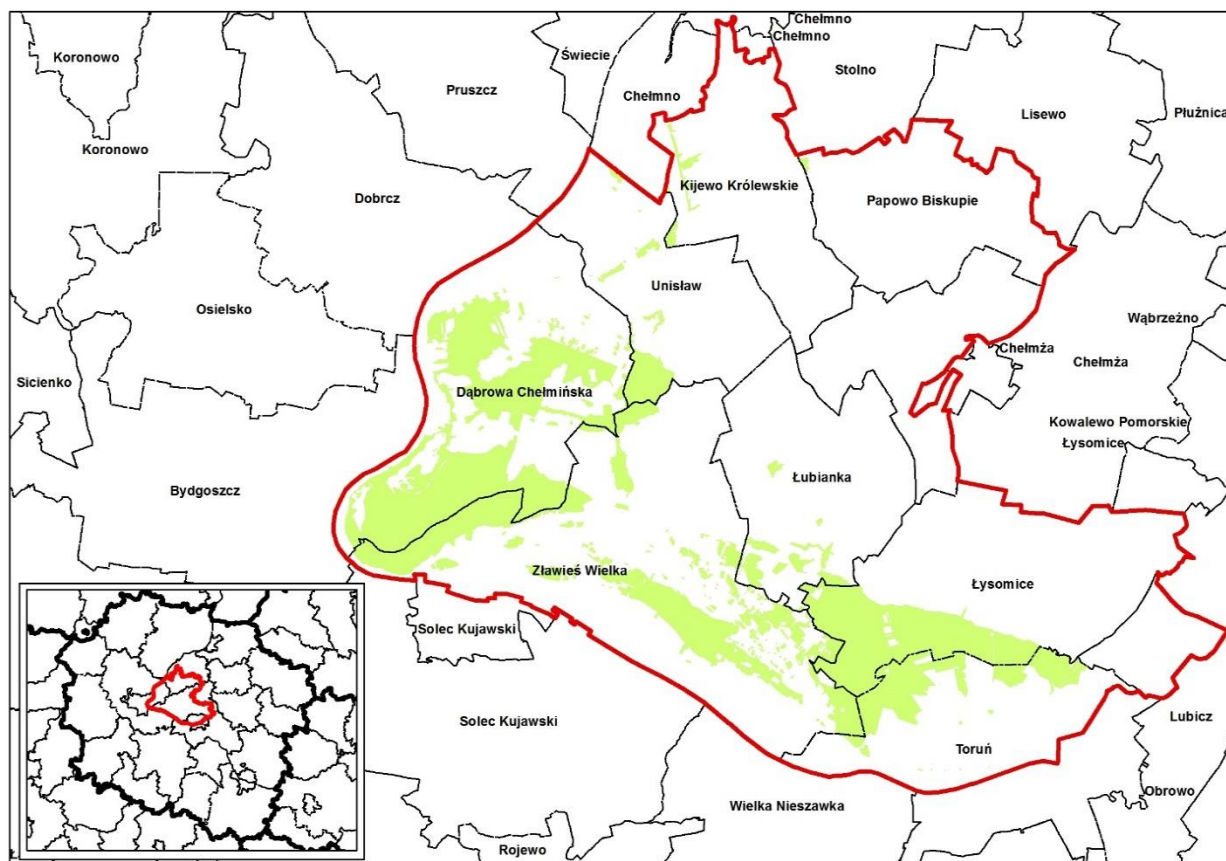 Chełmno
Chełmno
Koronowo
Świecie
Stolno
Pruszcz
Chełmno
Lisewo
Płużnica
Koronowo
Kijewo Królewskie
Dobrcz
Papowo Biskupie
Unisław
Osielsko
Wąbrzeźno
Chełmża
Chełmża
Sicienko
Dąbrowa Chełmińska
Kowalewo Pomorskie
Łysomice
Łubianka
Bydgoszcz
Zławieś Wielka
Łysomice
Solec Kujawski
Solec Kujawski
Lubicz
Toruń
Obrowo
Wielka Nieszawka
Rojewo